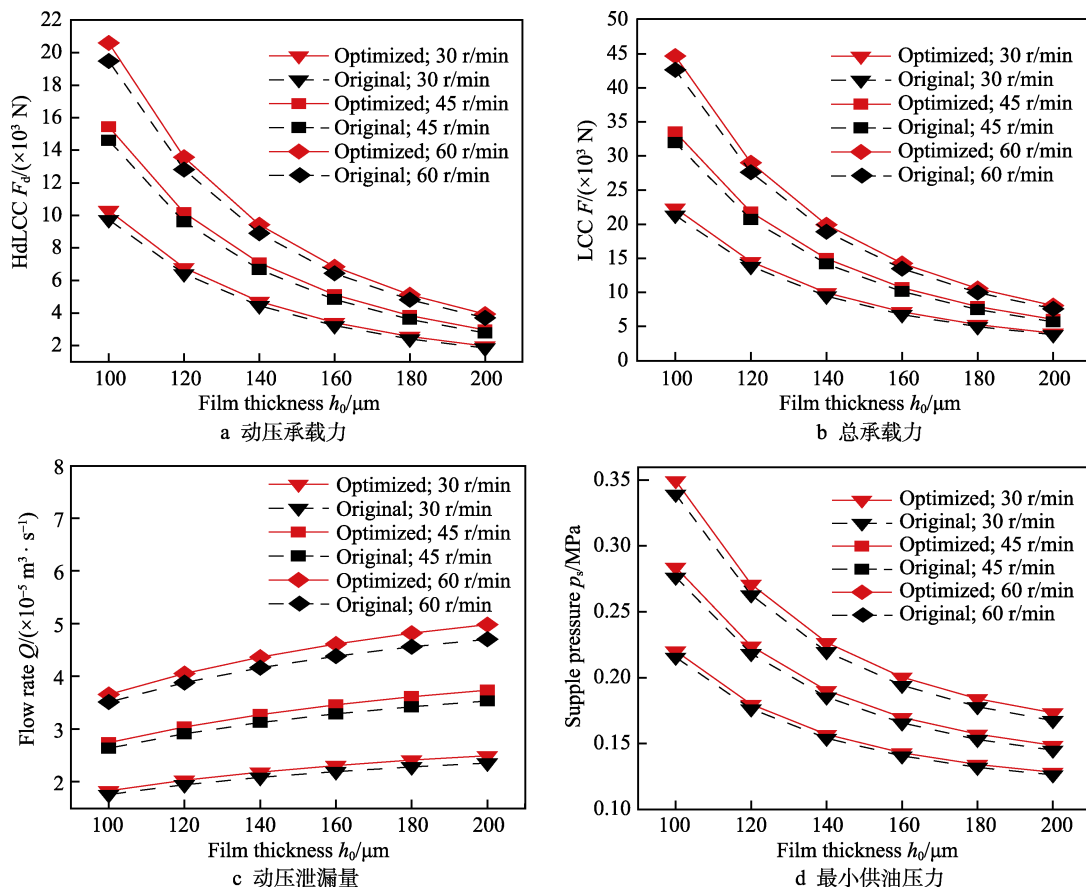 22
20
18
16
14
12
10
8
6
4
2
HdLCC Fd/(×10³ N)
Optimized; 30 r/min
Original; 30 r/min
Optimized; 45 r/min
Original; 45 r/min
Optimized; 60 r/min
Original; 60 r/min
100 120 140 160 180 200
Film thickness h₀/μm
a 动压承载力
50
45
40
35
30
25
20
15
10
5
0
LCC F/(×10³ N)
Optimized; 30 r/min
Original; 30 r/min
Optimized; 45 r/min
Original; 45 r/min
Optimized; 60 r/min
Original; 60 r/min
100 120 140 160 180 200
Film thickness h₀/μm
b 总承载力
8
7
6
5
4
3
2
Flow rate Q/(×10⁻⁵ m³ · s⁻¹)
Optimized; 30 r/min
Original; 30 r/min
Optimized; 45 r/min
Original; 45 r/min
Optimized; 60 r/min
Original; 60 r/min
100 120 140 160 180 200
Film thickness h₀/μm
c 动压泄漏量
0.35
0.30
0.25
0.20
0.15
0.10
Supple pressure pₛ/MPa
Optimized; 30 r/min
Original; 30 r/min
Optimized; 45 r/min
Original; 45 r/min
Optimized; 60 r/min
Original; 60 r/min
100 120 140 160 180 200
Film thickness h₀/μm
d 最小供油压力